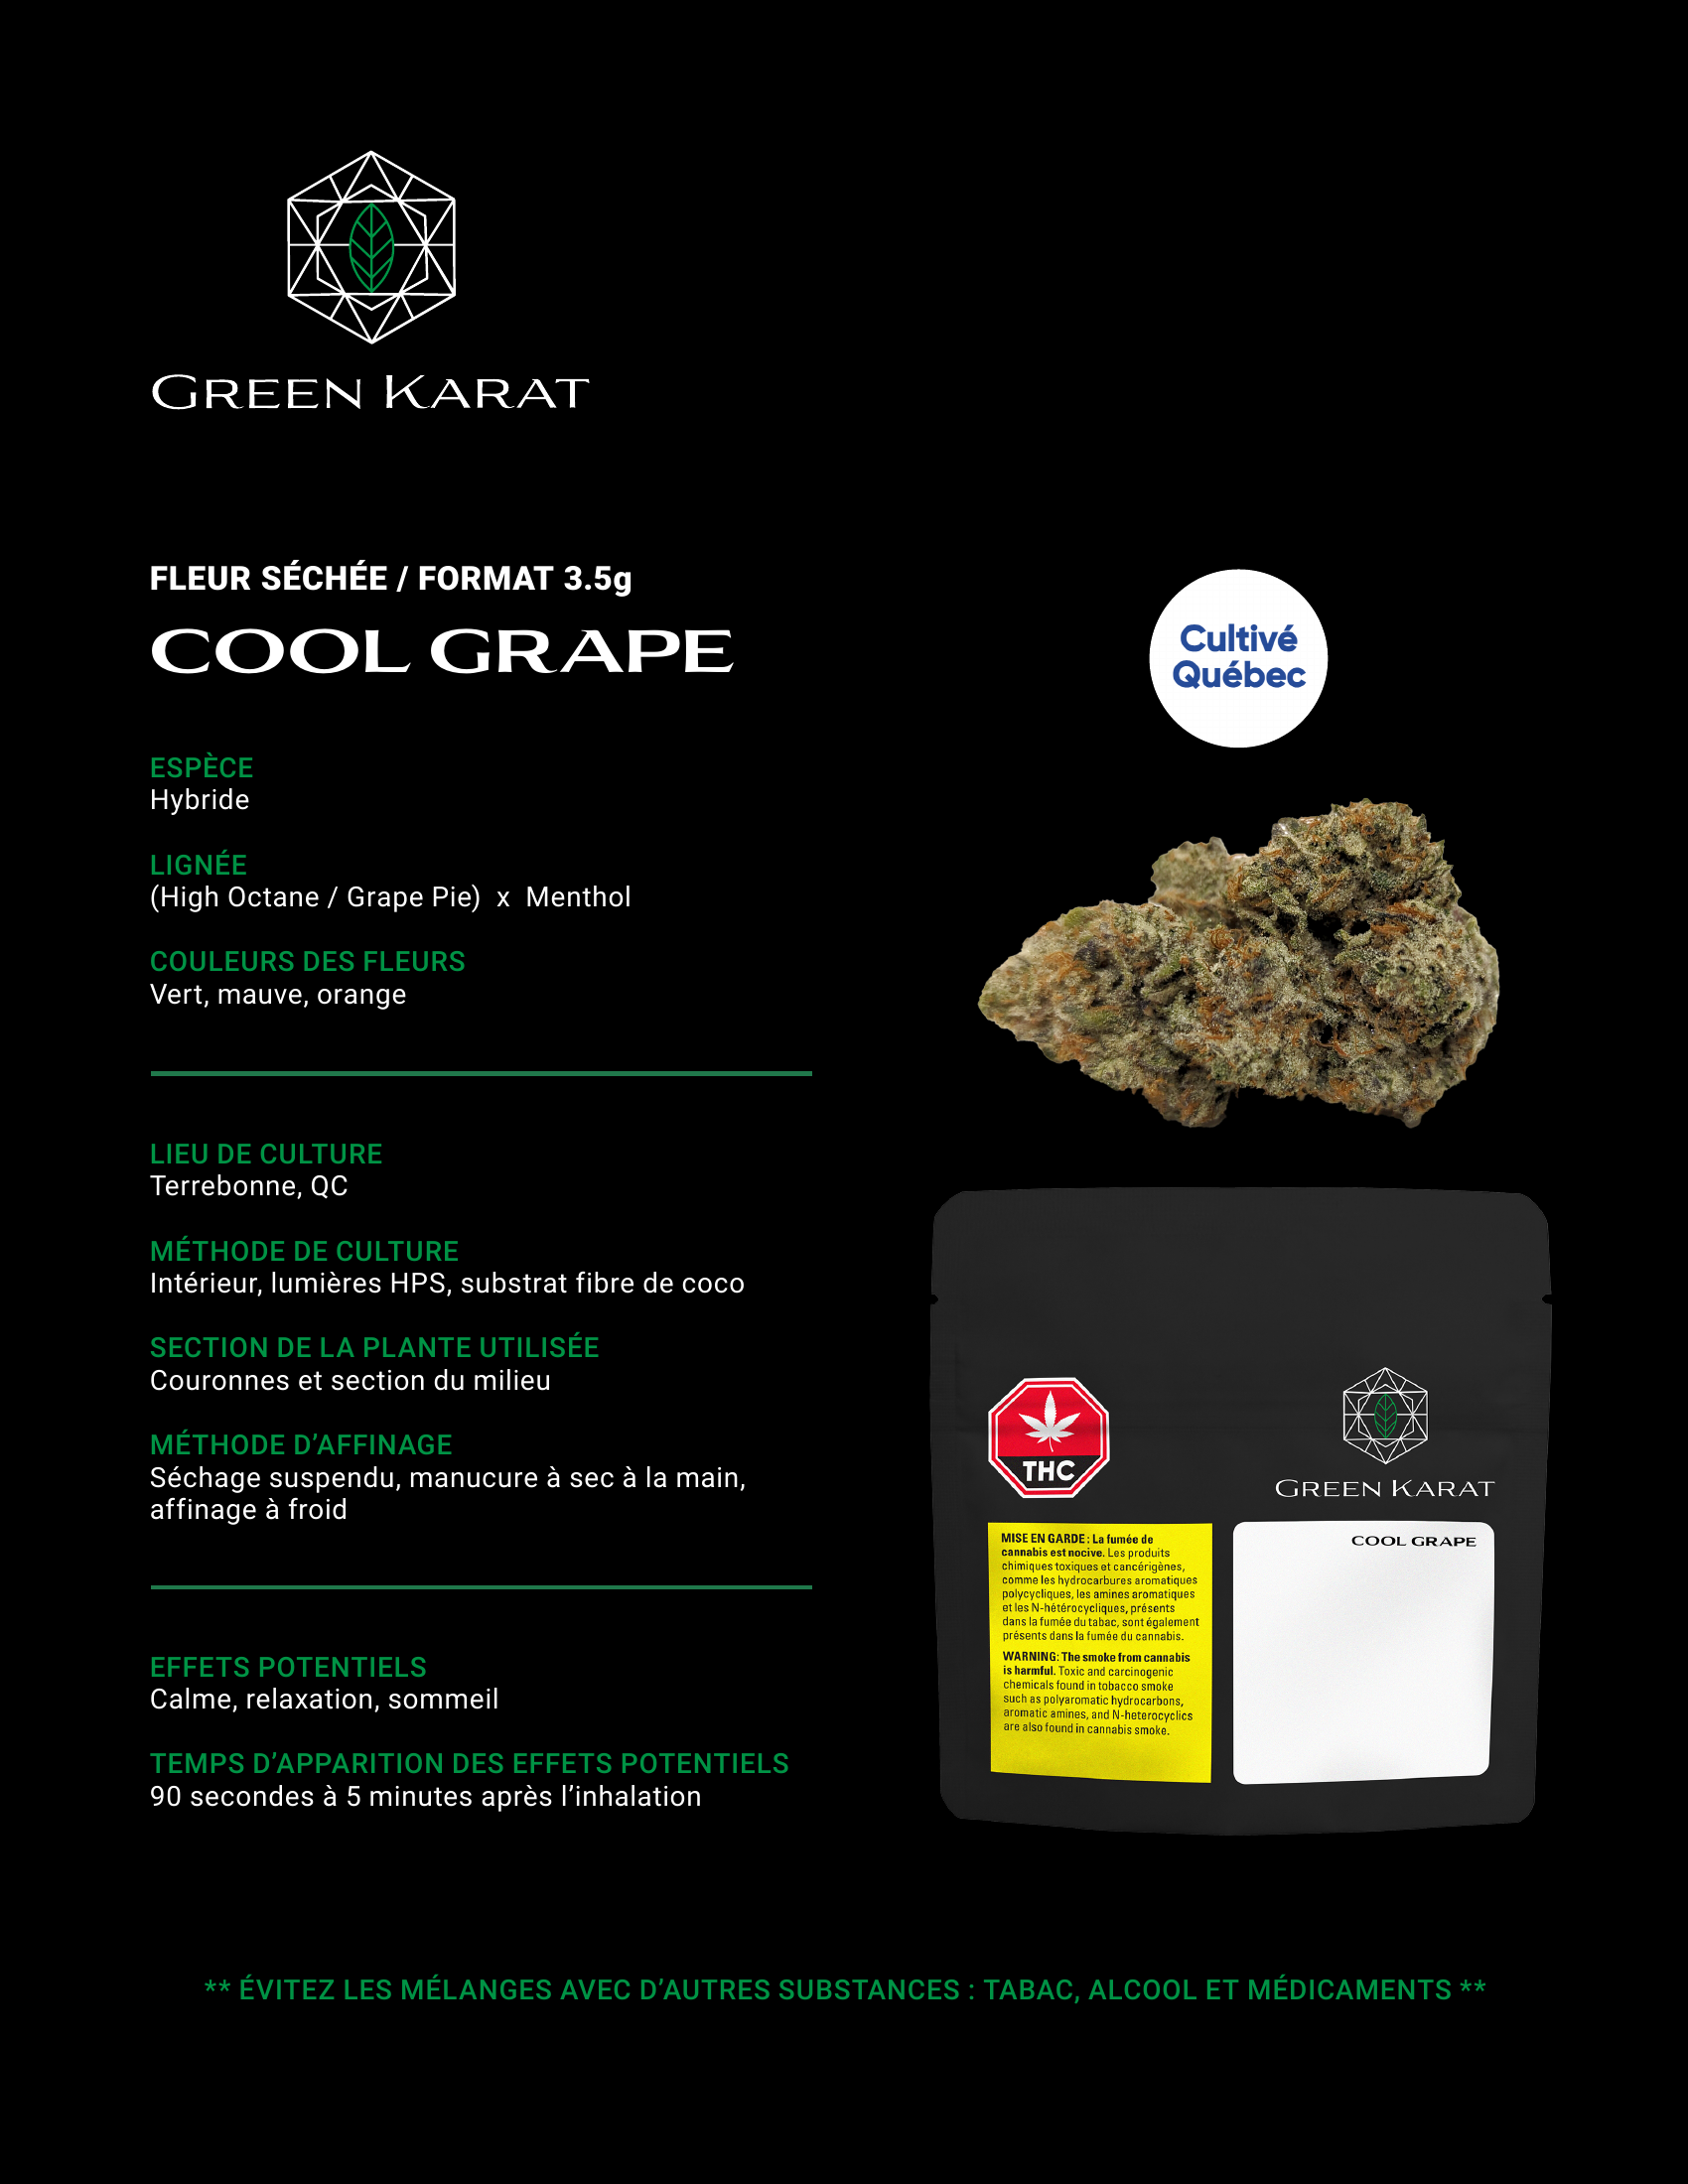 GREEN KARAT
FLEUR SÉCHÉE / FORMAT 3.5g
COOL GRAPE
ESPÈCE
Hybride
LIGNÉE
(High Octane / Grape Pie) x Menthol
COULEURS DES FLEURS
Vert, mauve, orange
LIEU DE CULTURE
Terrebonne, QC
MÉTHODE DE CULTURE
Intérieur, lumières HPS, substrat fibre de coco
SECTION DE LA PLANTE UTILISÉE
Couronnes et section du milieu
MÉTHODE D’AFFINAGE
Séchage suspendu, manucure à sec à la main,
affinage à froid
EFFETS POTENTIELS
Calme, relaxation, sommeil
TEMPS D’APPARITION DES EFFETS POTENTIELS
90 secondes à 5 minutes après l’inhalation
Cultivé
Québec
THC
GREEN KARAT
MISE EN GARDE : La fumée de
cannabis est nocive. Les produits
chimiques toxiques et cancérigènes,
comme les hydrocarbures aromatiques
polycycliques, les amines aromatiques
et les N-hétérocycliques, présents
dans la fumée du tabac, sont également
présents dans la fumée du cannabis.
WARNING: The smoke from cannabis
is harmful. Toxic and carcinogenic
chemicals found in tobacco smoke
such as polyaromatic hydrocarbons,
aromatic amines, and N-heterocyclics
are also found in cannabis smoke.
COOL GRAPE
** ÉVITEZ LES MÉLANGES AVEC D’AUTRES SUBSTANCES : TABAC, ALCOOL ET MÉDICAMENTS **